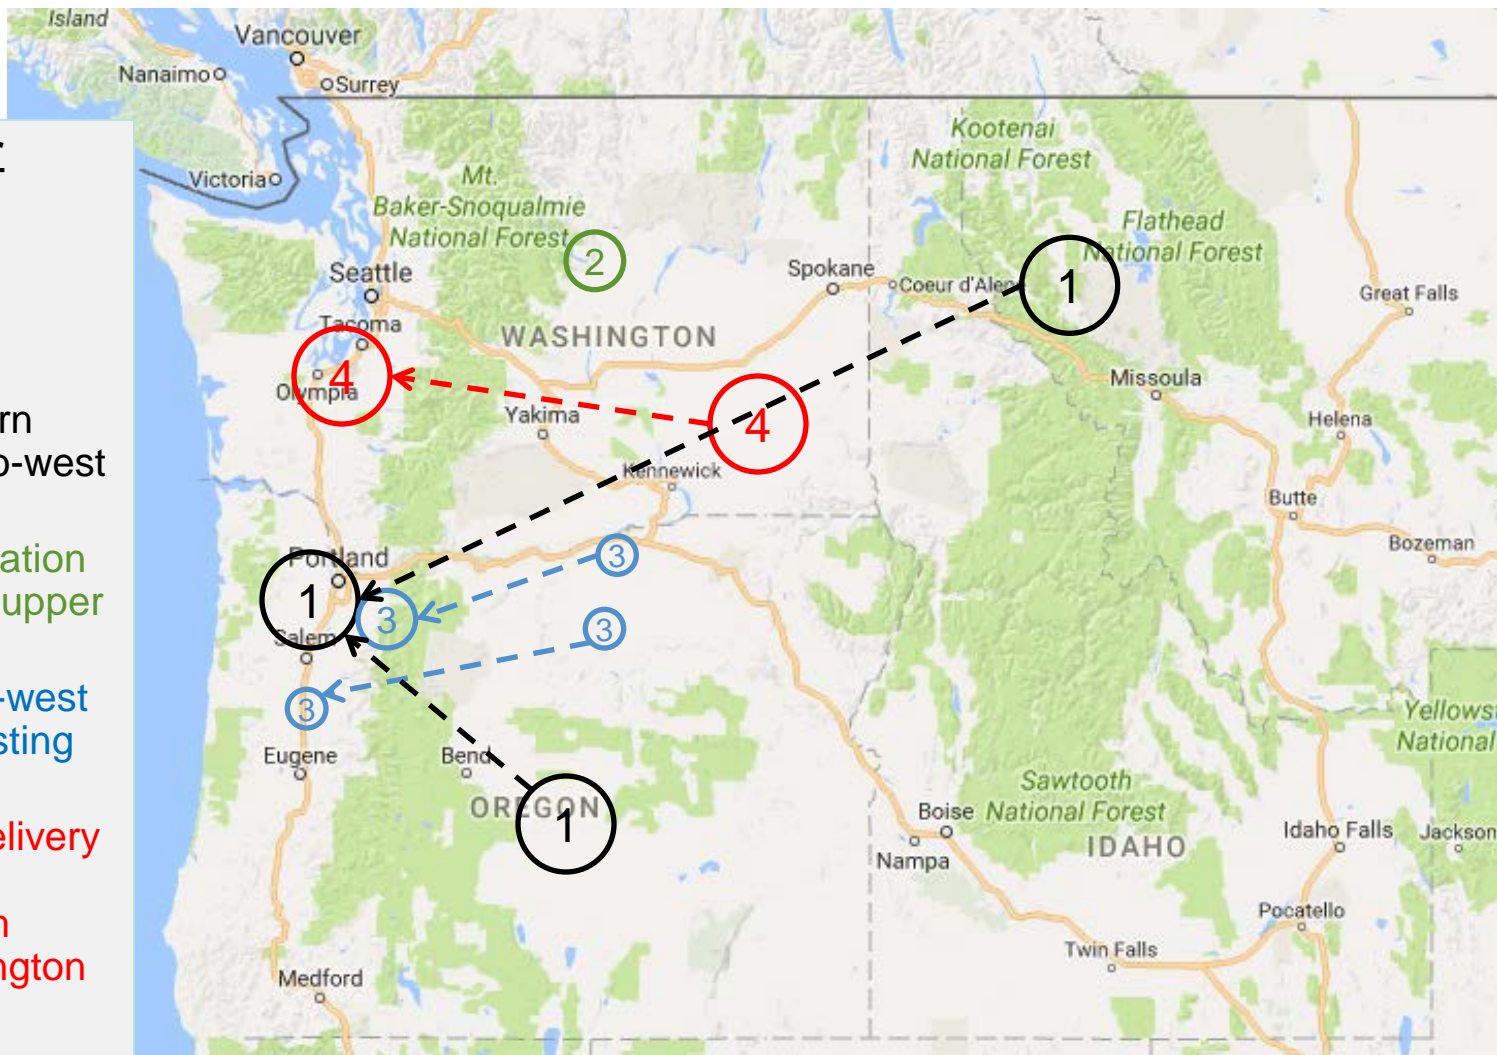 Island
Vancouver
Nanaimo
Surrey
Victoria
Mt.
Baker-Snoqualmie
National Forest
Kootenai
National Forest
Flathead
National Forest
2
Seattle
Spokane
Coeur d'Alene
1
Great Falls
Tacoma
WASHINGTON
4
Olympia
Missoula
Yakima
4
Helena
rn
o-west
Kennewick
Butte
Bozeman
ation
upper
Portland
3
1
3
3
Salem
-west
sting
3
Eugene
Bend
Yellowst
National
OREGON
1
Sawtooth
National Forest
Boise
Nampa
IDAHO
Idaho Falls
Jackson
elivery
n
ngton
Pocatello
Twin Falls
Medford